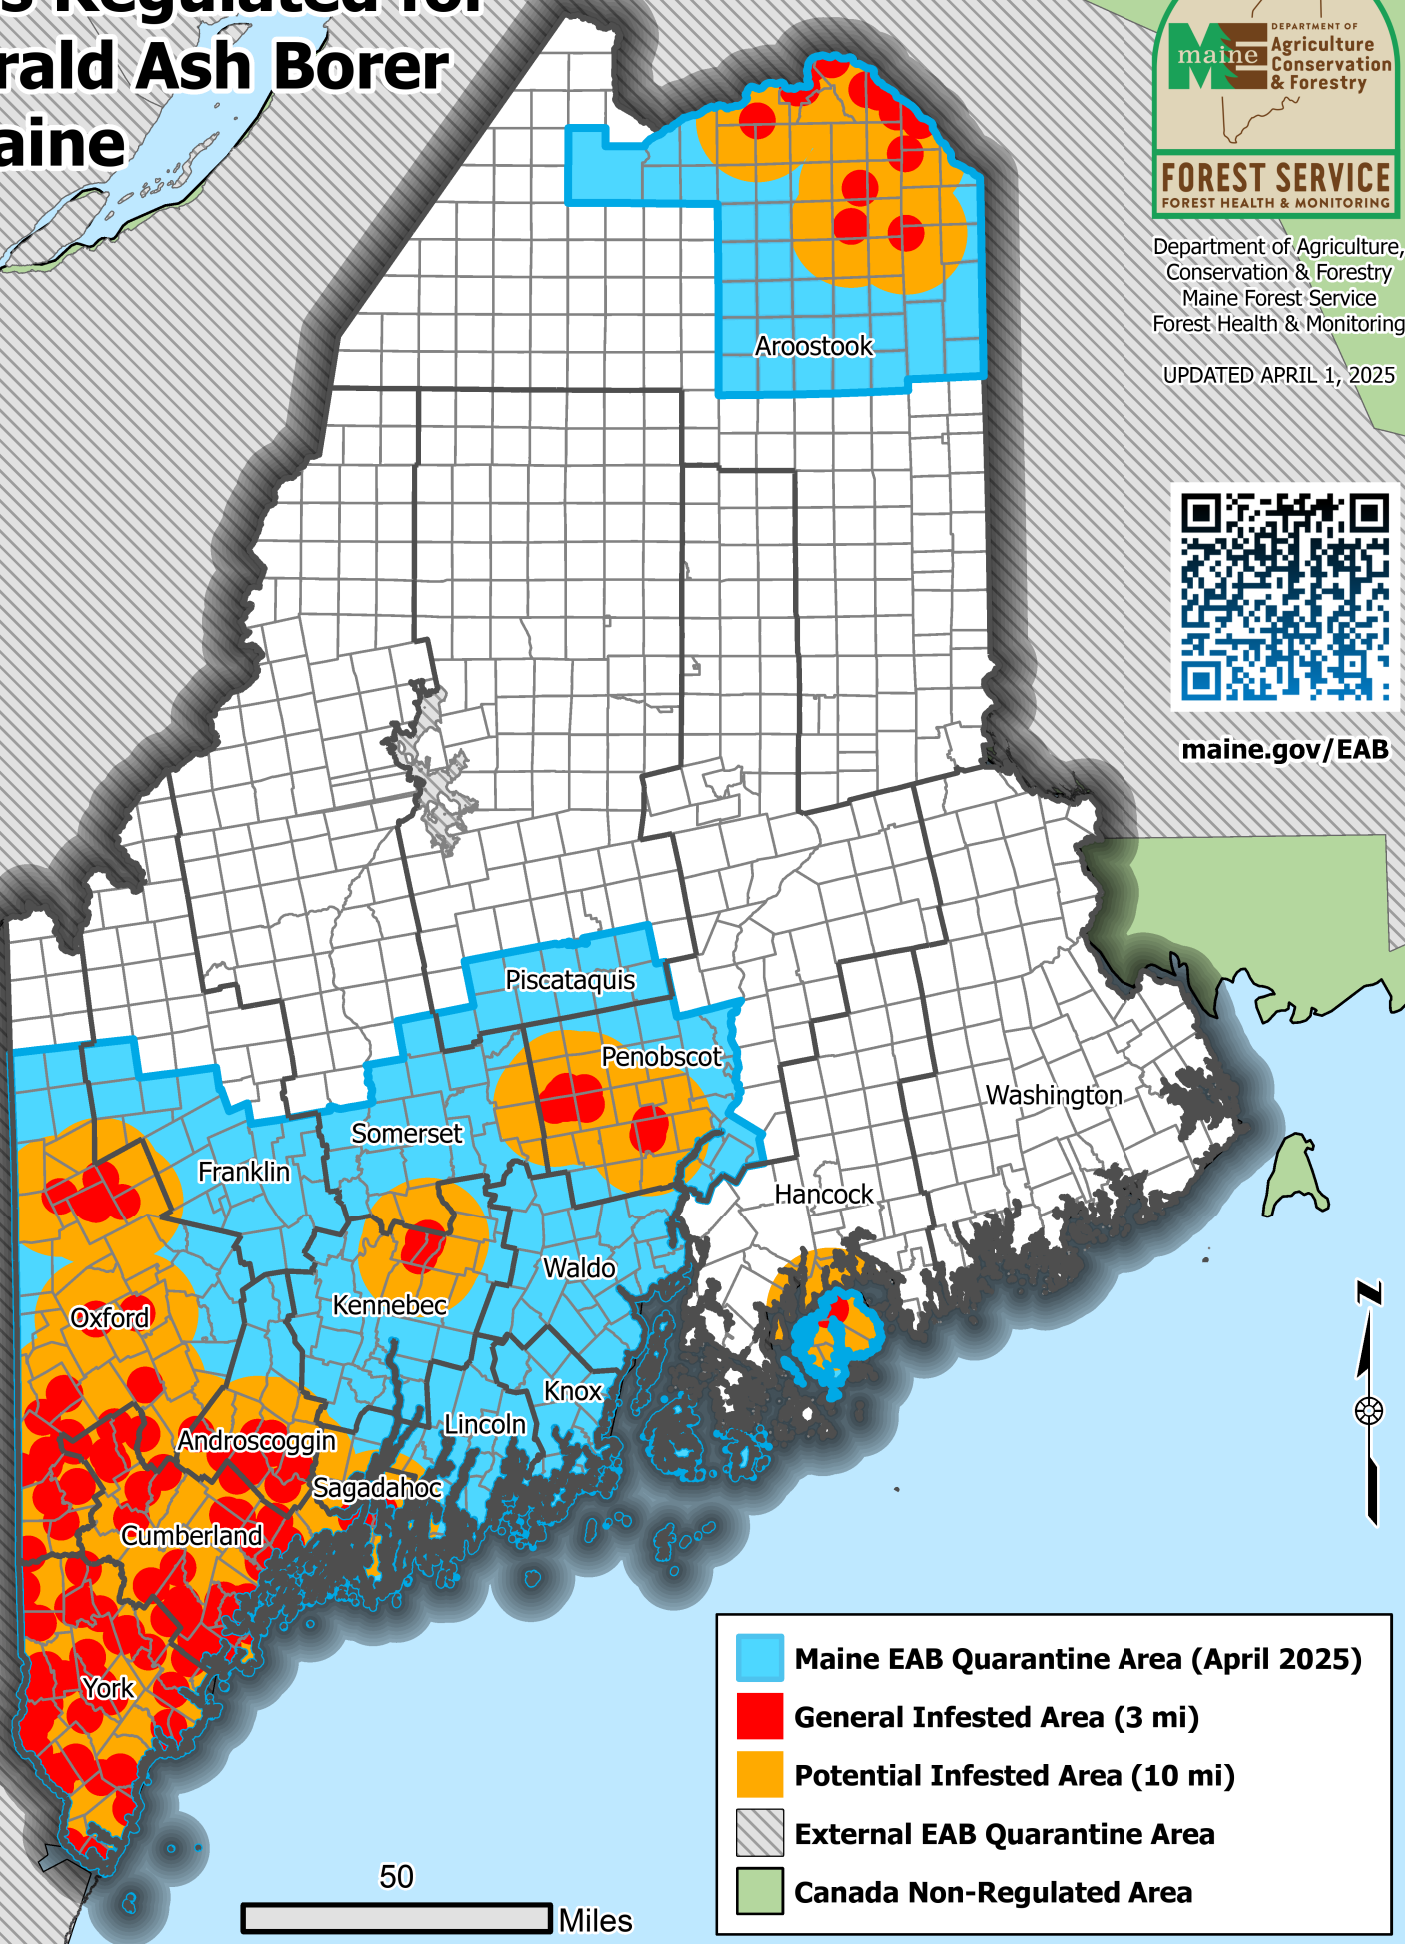 s Regulated for
rald Ash Borer
aine
maine
DEPARTMENT OF
Agriculture
Conservation
& Forestry
FOREST SERVICE
FOREST HEALTH & MONITORING
Department of Agriculture,
Conservation & Forestry
Maine Forest Service
Forest Health & Monitoring
UPDATED APRIL 1, 2025
maine.gov/EAB
Aroostook
Piscataquis
Penobscot
Washington
Somerset
Franklin
Hancock
Waldo
Kennebec
Oxford
Knox
Lincoln
Androscoggin
Sagadahoc
Cumberland
York
N
Maine EAB Quarantine Area (April 2025)
General Infested Area (3 mi)
Potential Infested Area (10 mi)
External EAB Quarantine Area
Canada Non-Regulated Area
50
Miles